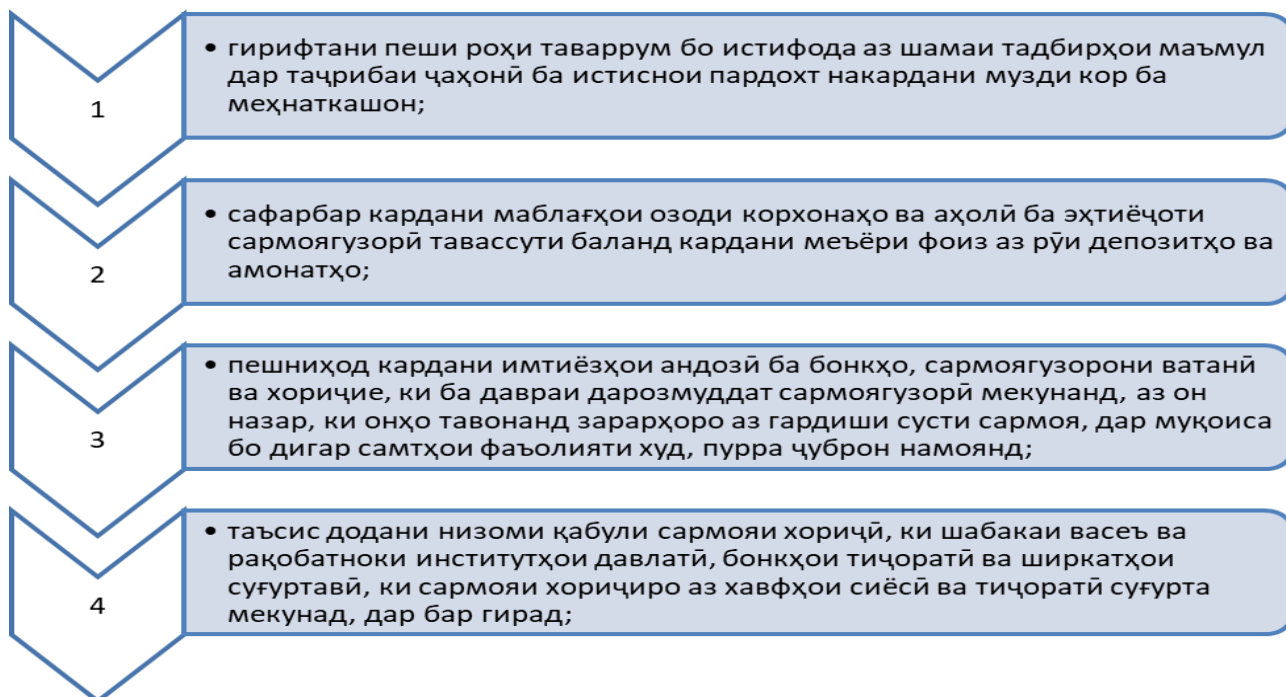 1
• гирифтани пеши роҳи таваррум бо истифода аз шамаи тадбирҳои маъмул
дар таҷрибаи ҷаҳонӣ ба истиснои пардохт накардани музди кор ба
меҳнаткашон;
2
• сафарбар кардани маблағҳои озоди корхонаҳо ва аҳолӣ ба эҳтиёҷоти
сармоягузорӣ тавассути баланд кардани меъёри фоиз аз рӯи депозитҳо ва
амонатҳо;
3
• пешниҳод кардани имтиёзҳои андозӣ ба бонкҳо, сармоягузорони ватанӣ
ва хориҷие, ки ба давраи дарозмуддат сармоягузорӣ мекунанд, аз он
назар, ки онҳо тавонанд зарарҳоро аз гардиши сусти сармоя, дар муқоиса
бо дигар самтҳои фаъолияти худ, пурра ҷуброн намоянд;
4
• таъсис додани низоми қабули сармояи хориҷӣ, ки шабакаи васеъ ва
рақобатноки институтҳои давлатӣ, бонкҳои тиҷоратӣ ва ширкатҳои
суғуртавӣ, ки сармояи хориҷиро аз хавфҳои сиёсӣ ва тиҷоратӣ суғурта
мекунад, дар бар гирад;